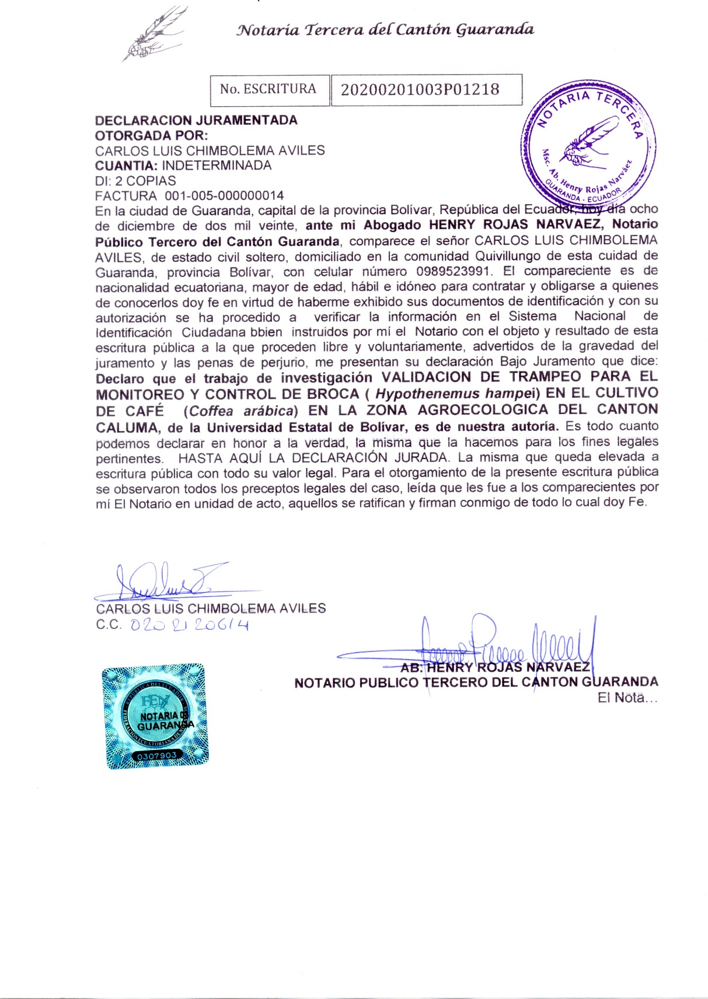 Notaría Tercera del Cantón Guaranda
No. ESCRITURA 20200201003P01218
NOTARIA TERCERA
Msc. Ab. Henry Rojas Narváez
GUARANDA - ECUADOR
DECLARACION JURAMENTADA
OTORGADA POR:
CARLOS LUIS CHIMBOLEMA AVILES
CUANTIA: INDETERMINADA
DI: 2 COPIAS
FACTURA 001-005-000000014
En la ciudad de Guaranda, capital de la provincia Bolívar, República del Ecuador, hoy día ocho
de diciembre de dos mil veinte, ante mi Abogado HENRY ROJAS NARVAEZ, Notario
Público Tercero del Cantón Guaranda, comparece el señor CARLOS LUIS CHIMBOLEMA
AVILES, de estado civil soltero, domiciliado en la comunidad Quivillungo de esta cuidad de
Guaranda, provincia Bolívar, con celular número 0989523991. El compareciente es de
nacionalidad ecuatoriana, mayor de edad, hábil e idóneo para contratar y obligarse a quienes
de conocerlos doy fe en virtud de haberme exhibido sus documentos de identificación y con su
autorización se ha procedido a verificar la información en el Sistema Nacional de
Identificación Ciudadana bbien instruidos por mí el Notario con el objeto y resultado de esta
escritura pública a la que proceden libre y voluntariamente, advertidos de la gravedad del
juramento y las penas de perjurio, me presentan su declaración Bajo Juramento que dice:
Declaro que el trabajo de investigación VALIDACION DE TRAMPEO PARA EL
MONITOREO Y CONTROL DE BROCA ( Hypothenemus hampei) EN EL CULTIVO
DE CAFÉ (Coffea arábica) EN LA ZONA AGROECOLOGICA DEL CANTON
CALUMA, de la Universidad Estatal de Bolívar, es de nuestra autoría. Es todo cuanto
podemos declarar en honor a la verdad, la misma que la hacemos para los fines legales
pertinentes. HASTA AQUÍ LA DECLARACIÓN JURADA. La misma que queda elevada a
escritura pública con todo su valor legal. Para el otorgamiento de la presente escritura pública
se observaron todos los preceptos legales del caso, leída que les fue a los comparecientes por
mí El Notario en unidad de acto, aquellos se ratifican y firman conmigo de todo lo cual doy Fe.
CARLOS LUIS CHIMBOLEMA AVILES
C.C. 0202120614
AB. HENRY ROJAS NARVAEZ
NOTARIO PUBLICO TERCERO DEL CANTON GUARANDA
El Nota...
REPUBLICA DEL ECUADOR
FEN
NOTARIA
GUARANDA
FEDERACION ECUATORIANA DE
0307903